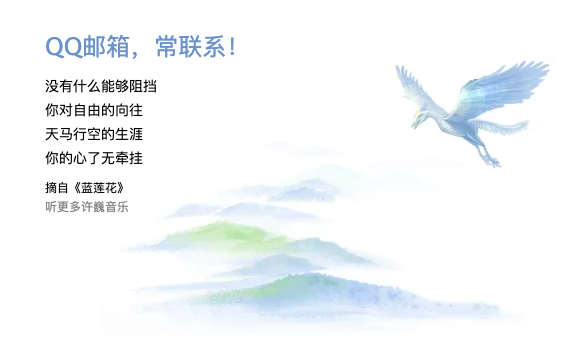 QQ邮箱，常联系！
没有什么能够阻挡
你对自由的向往
天马行空的生涯
你的心了无牵挂
摘自《蓝莲花》
听更多许巍音乐